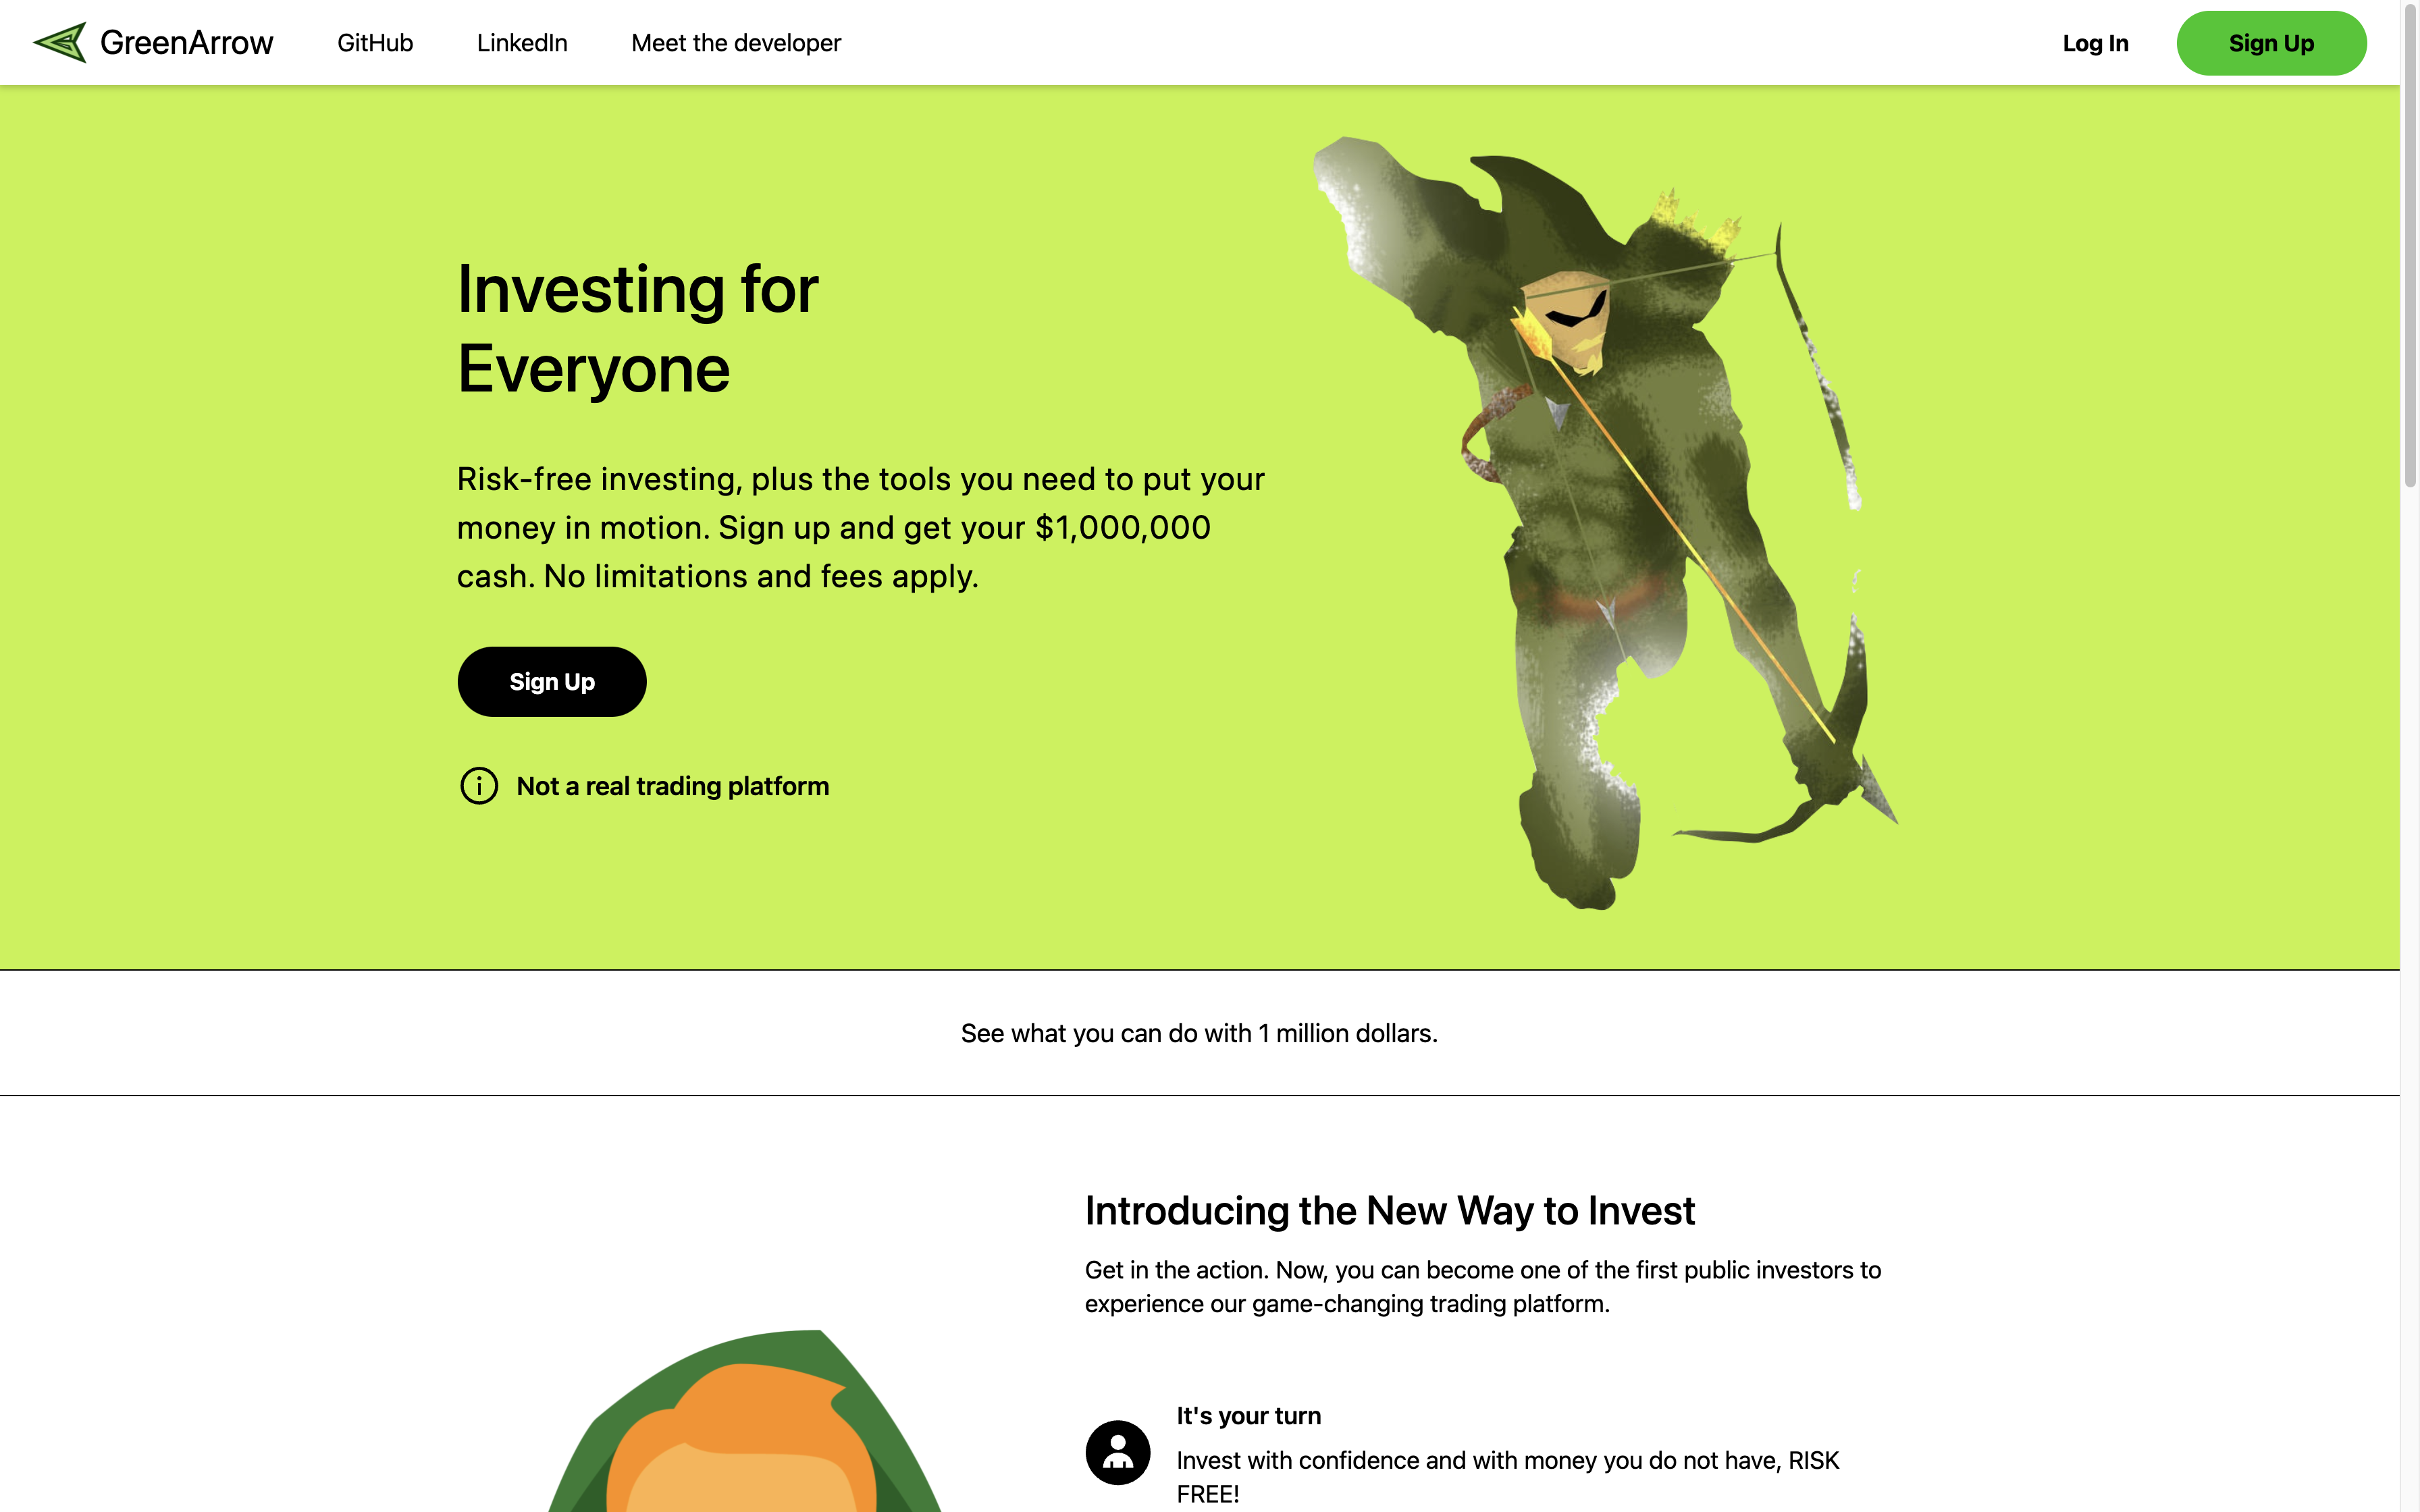 GreenArrow
GitHub
LinkedIn
Meet the developer
Log In
Sign Up
Investing for
Everyone
Risk-free investing, plus the tools you need to put your
money in motion. Sign up and get your $1,000,000
cash. No limitations and fees apply.
Sign Up
Not a real trading platform
See what you can do with 1 million dollars.
Introducing the New Way to Invest
Get in the action. Now, you can become one of the first public investors to
experience our game-changing trading platform.
It's your turn
Invest with confidence and with money you do not have, RISK
FREE!